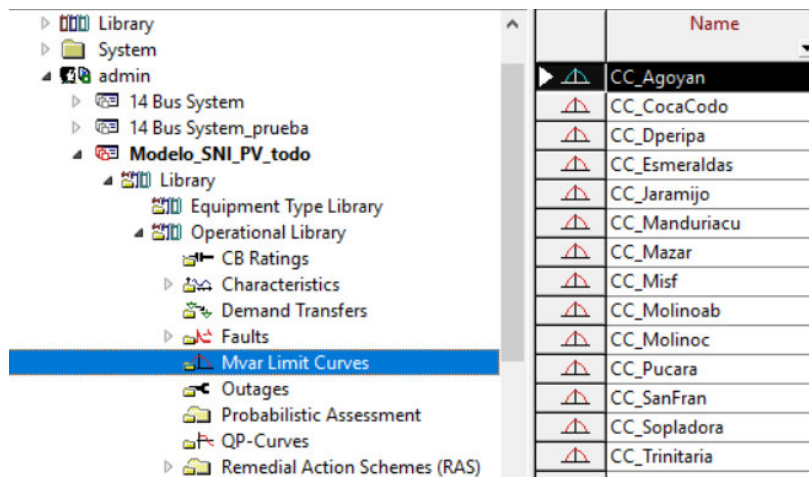 Library
System
admin
14 Bus System
14 Bus System_prueba
Modelo_SNI_PV_todo
Library
Equipment Type Library
Operational Library
CB Ratings
Characteristics
Demand Transfers
Faults
Mvar Limit Curves
Outages
Probabilistic Assessment
QP-Curves
Remedial Action Schemes (RAS)
Name
CC_Agoyan
CC_CocaCodo
CC_Dperipa
CC_Esmeraldas
CC_Jaramijo
CC_Manduriacu
CC_Mazar
CC_Misf
CC_Molinoab
CC_Molinoc
CC_Pucara
CC_SanFran
CC_Sopladora
CC_Trinitaria